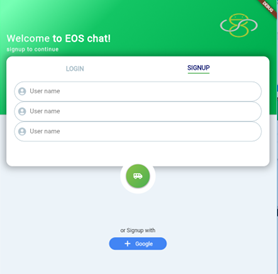 DEMO
Welcome to EOS chat!
signup to continue
LOGIN SIGNUP
User name
User name
User name
or Signup with
+ Google